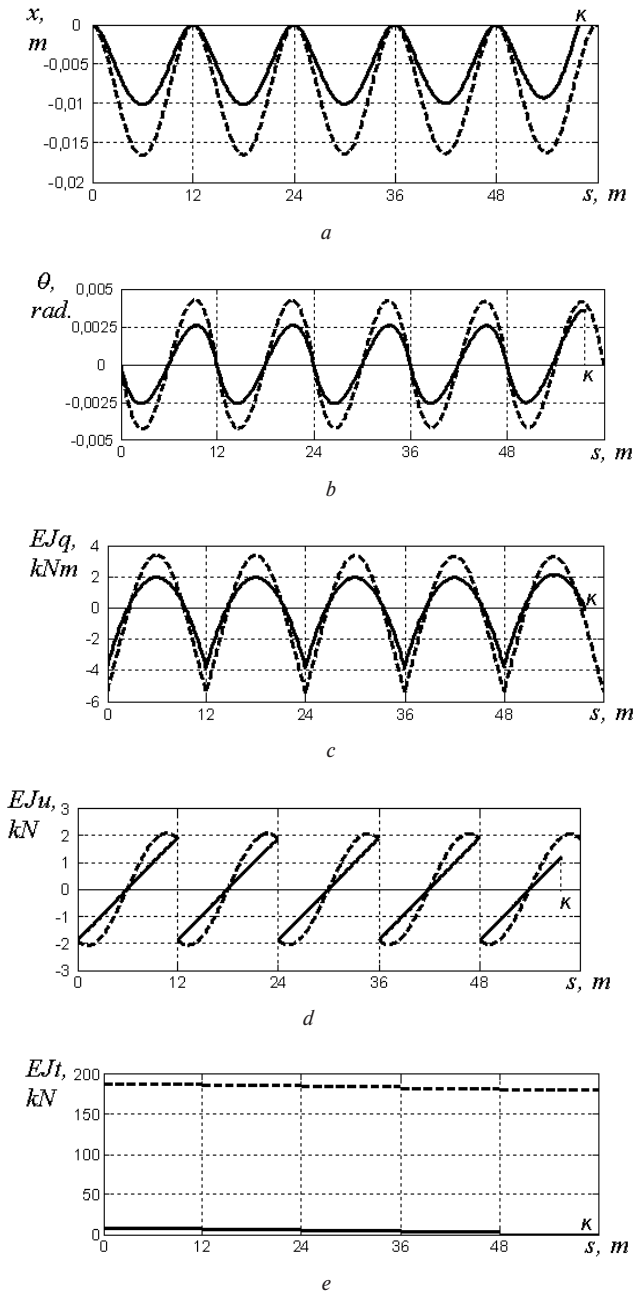 x,
m
0
-0,005
-0,01
-0,015
-0,02
0 12 24 36 48 s, m
K
a
θ,
rad.
0,005
0,0025
0
-0,0025
-0,005
0 12 24 36 48 s, m
K
b
EJq,
kNm
4
2
0
-2
-4
-6
0 12 24 36 48 s, m
K
c
EJu,
kN
3
2
1
0
-1
-2
-3
0 12 24 36 48 s, m
K
d
EJt,
kN
200
150
100
50
0
0 12 24 36 48 s, m
K
e